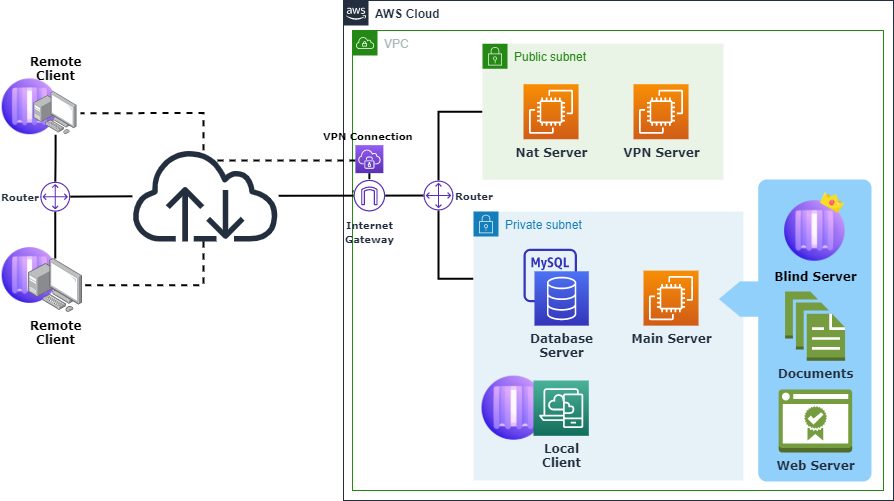 aws
AWS Cloud
VPC
Public subnet
Nat Server
VPN Server
Remote
Client
VPN Connection
Router
Internet
Gateway
Router
Private subnet
MySQL
Database
Server
Main Server
Blind Server
Documents
Web Server
Remote
Client
Local
Client